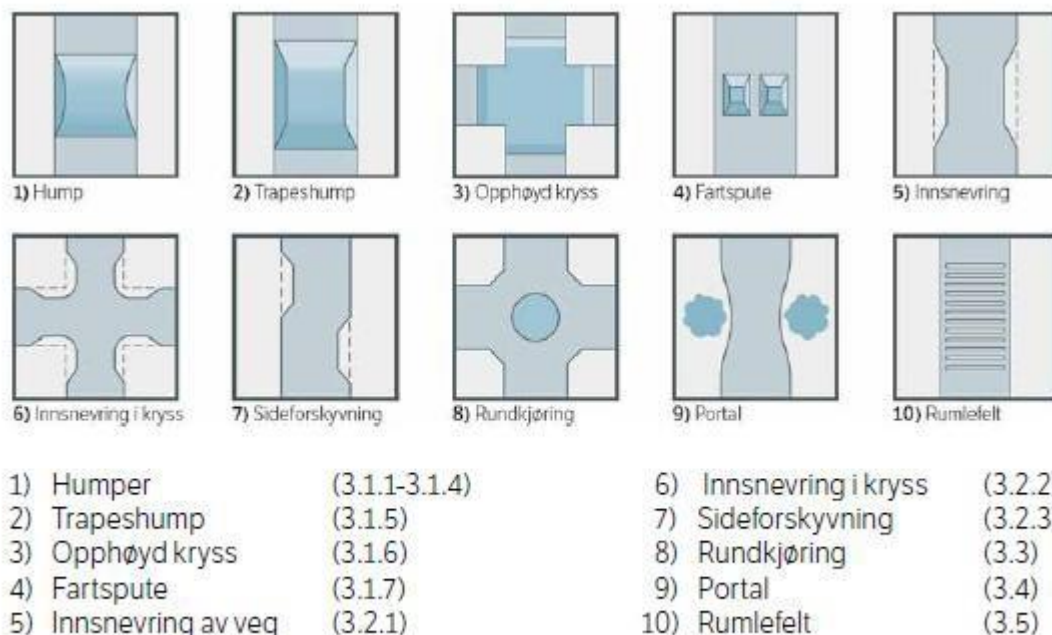 1) Hump
2) Trapeshump
3) Opphøyd kryss
4) Fartspute
5) Innsnevring
6) Innsnevring i kryss
7) Sideforskyvning
8) Rundkjøring
9) Portal
10) Rumlefelt
1) Humper (3.1.1-3.1.4)
2) Trapeshump (3.1.5)
3) Opphøyd kryss (3.1.6)
4) Fartspute (3.1.7)
5) Innsnevring av veg (3.2.1)
6) Innsnevring i kryss (3.2.2
7) Sideforskyvning (3.2.3
8) Rundkjøring (3.3)
9) Portal (3.4)
10) Rumlefelt (3.5)